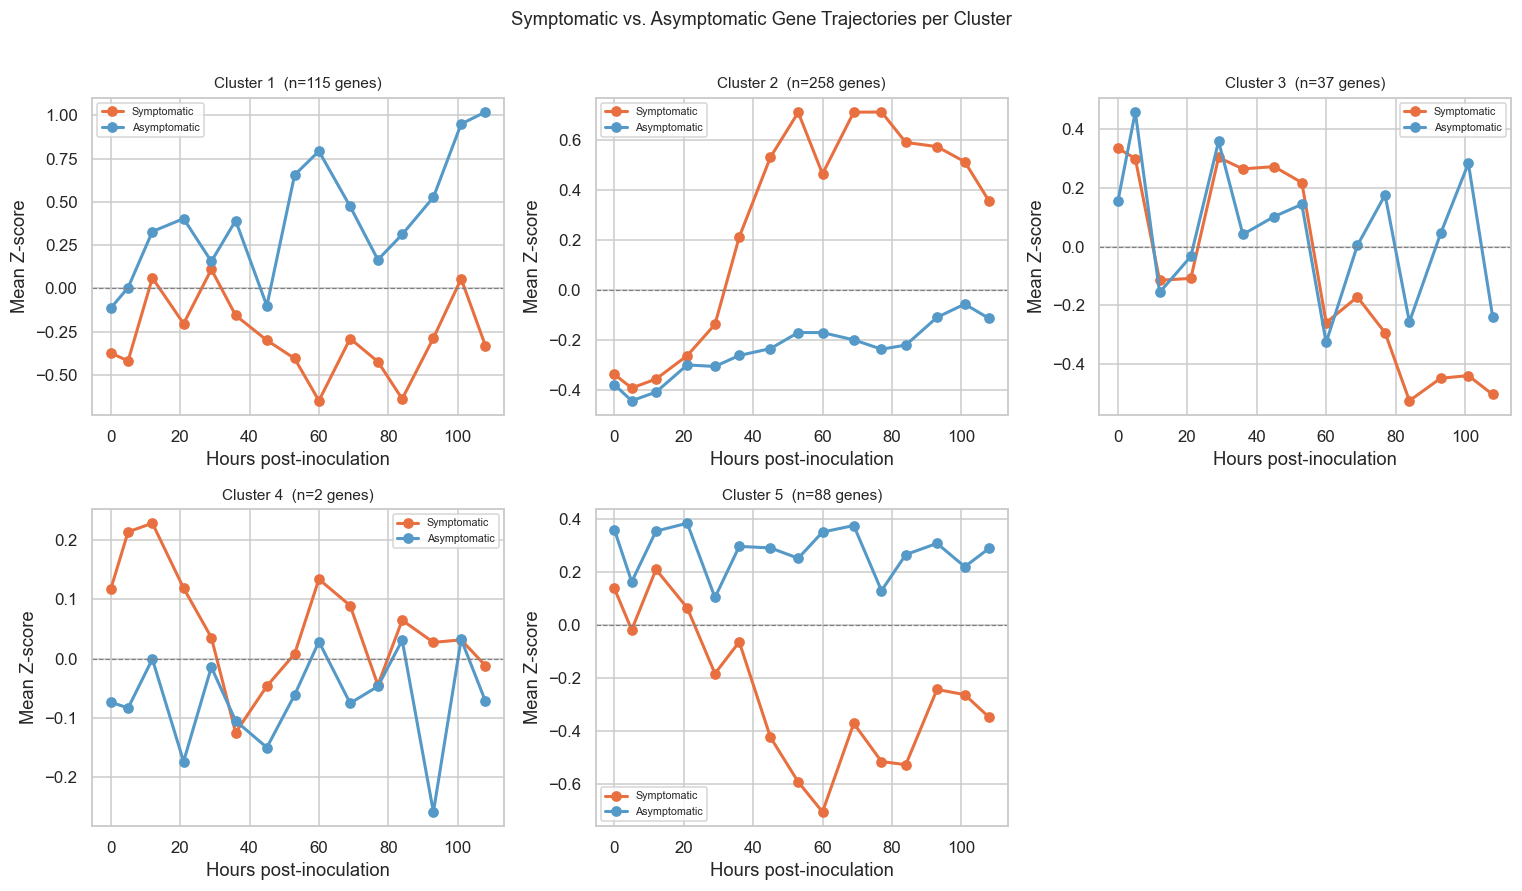 Symptomatic vs. Asymptomatic Gene Trajectories per Cluster
Cluster 1  (n=115 genes)
Symptomatic
Asymptomatic
1.00
0.75
0.50
0.25
0.00
−0.25
−0.50
Mean Z-score
0 20 40 60 80 100
Hours post-inoculation
Cluster 2  (n=258 genes)
Symptomatic
Asymptomatic
0.6
0.4
0.2
0.0
−0.2
−0.4
Mean Z-score
0 20 40 60 80 100
Hours post-inoculation
Cluster 3  (n=37 genes)
Symptomatic
Asymptomatic
0.4
0.2
0.0
−0.2
−0.4
Mean Z-score
0 20 40 60 80 100
Hours post-inoculation
Cluster 4  (n=2 genes)
Symptomatic
Asymptomatic
0.2
0.1
0.0
−0.1
−0.2
Mean Z-score
0 20 40 60 80 100
Hours post-inoculation
Cluster 5  (n=88 genes)
0.4
0.2
0.0
−0.2
−0.4
−0.6
Mean Z-score
Symptomatic
Asymptomatic
0 20 40 60 80 100
Hours post-inoculation